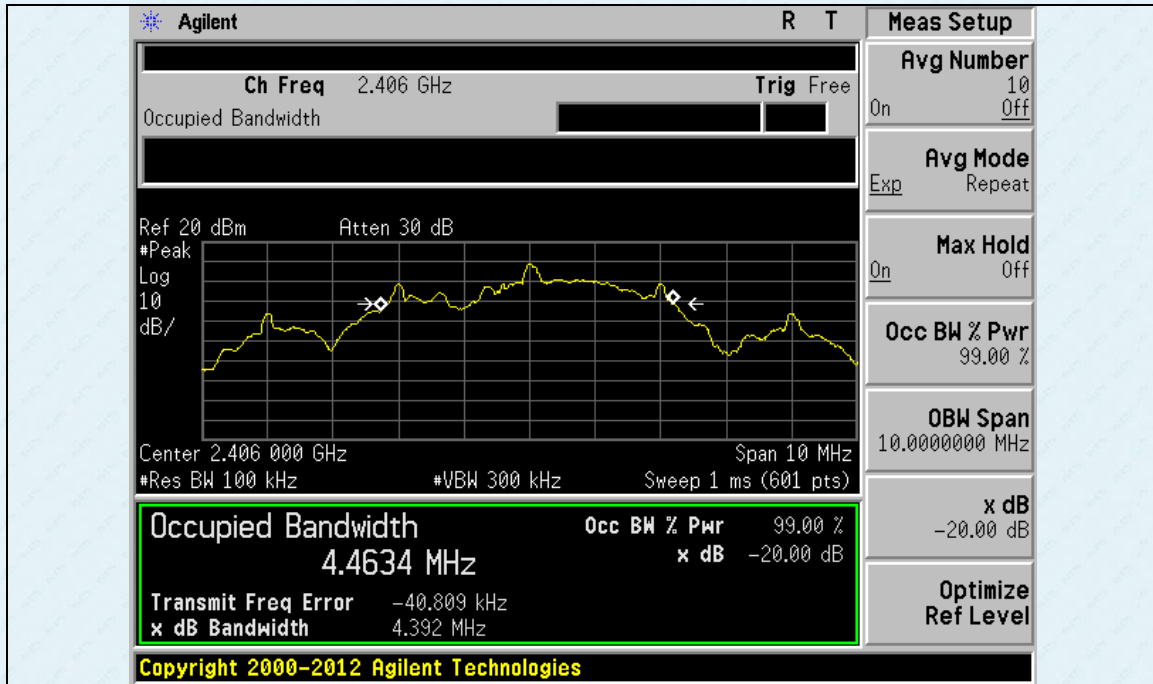 Agilent R T
Ch Freq 2.406 GHz Trig Free
Occupied Bandwidth
Ref 20 dBm Atten 30 dB
#Peak
Log
10
dB/
Center 2.406 000 GHz Span 10 MHz
#Res BW 100 kHz #VBW 300 kHz Sweep 1 ms (601 pts)
Occupied Bandwidth Occ BW % Pwr 99.00 %
4.4634 MHz x dB -20.00 dB
Transmit Freq Error -40.809 kHz
x dB Bandwidth 4.392 MHz
Copyright 2000-2012 Agilent Technologies
Meas Setup
Avg Number
10
On Off
Avg Mode
Exp Repeat
Max Hold
On Off
Occ BW % Pwr
99.00 %
OBW Span
10.0000000 MHz
x dB
-20.00 dB
Optimize
Ref Level